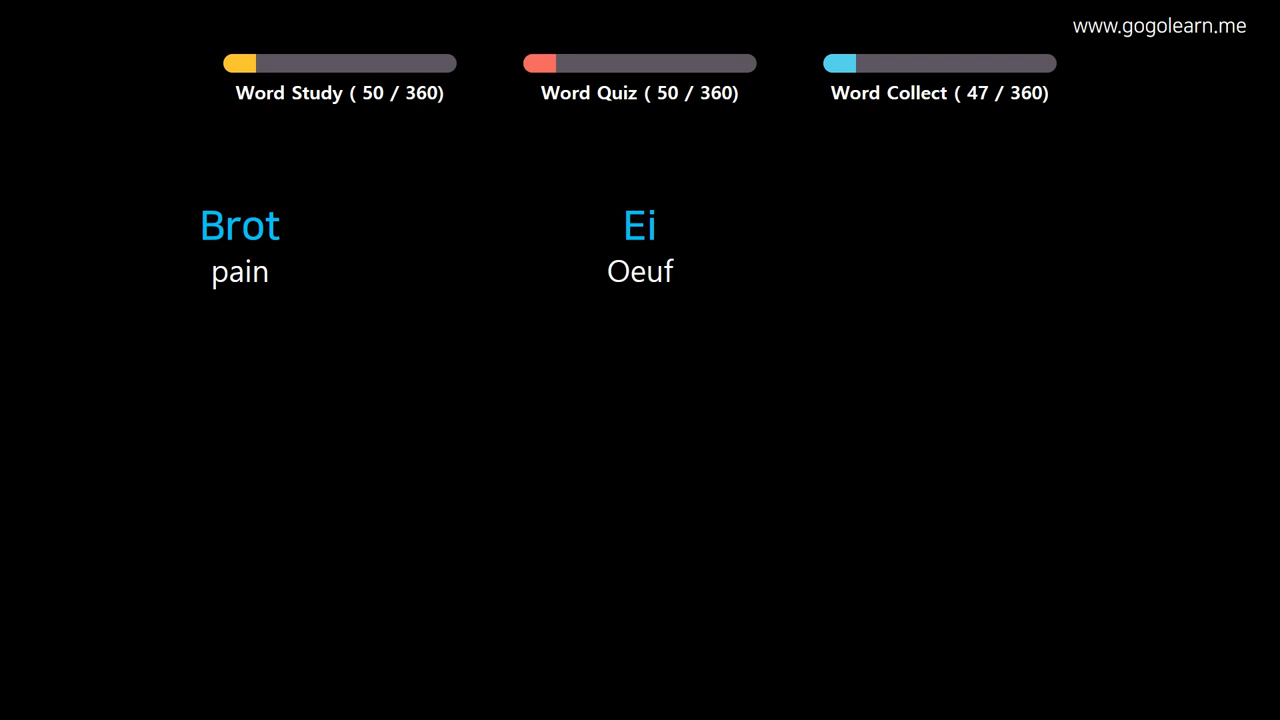 www.gogolearn.me
Word Study ( 50 / 360)
Word Quiz ( 50 / 360)
Word Collect ( 47 / 360)
Brot
pain
Ei
Oeuf